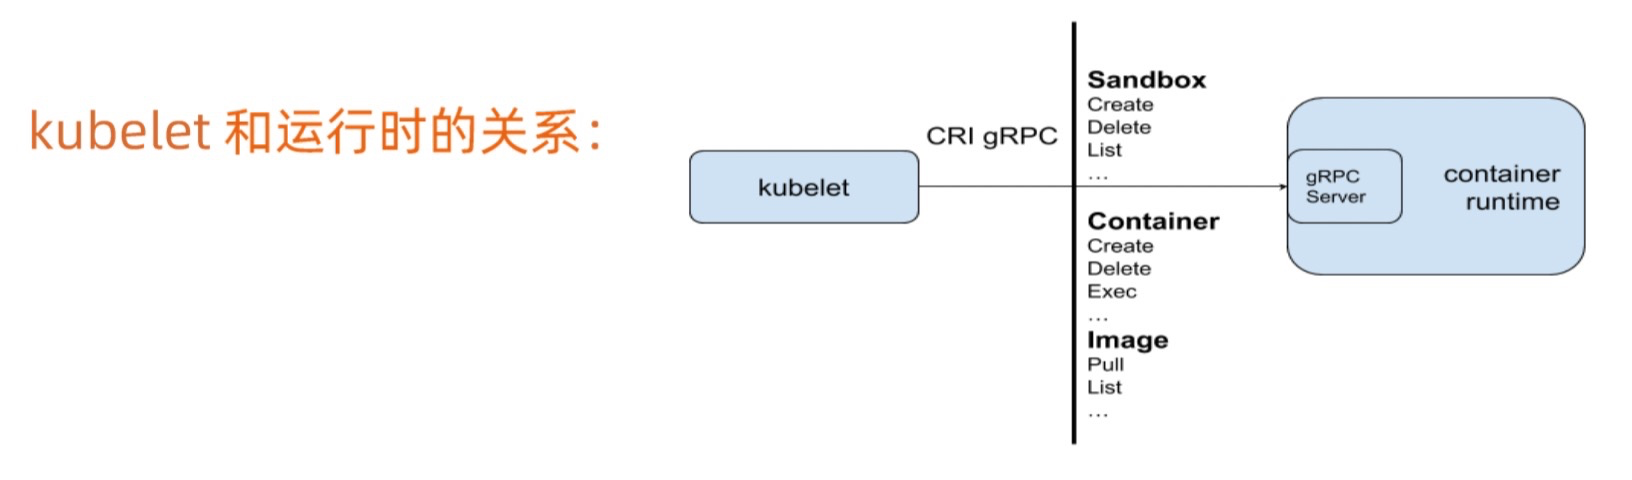 kubelet 和运行时的关系：
kubelet
CRI gRPC
Sandbox
Create
Delete
List
...
Container
Create
Delete
Exec
...
Image
Pull
List
...
gRPC
Server
container
runtime